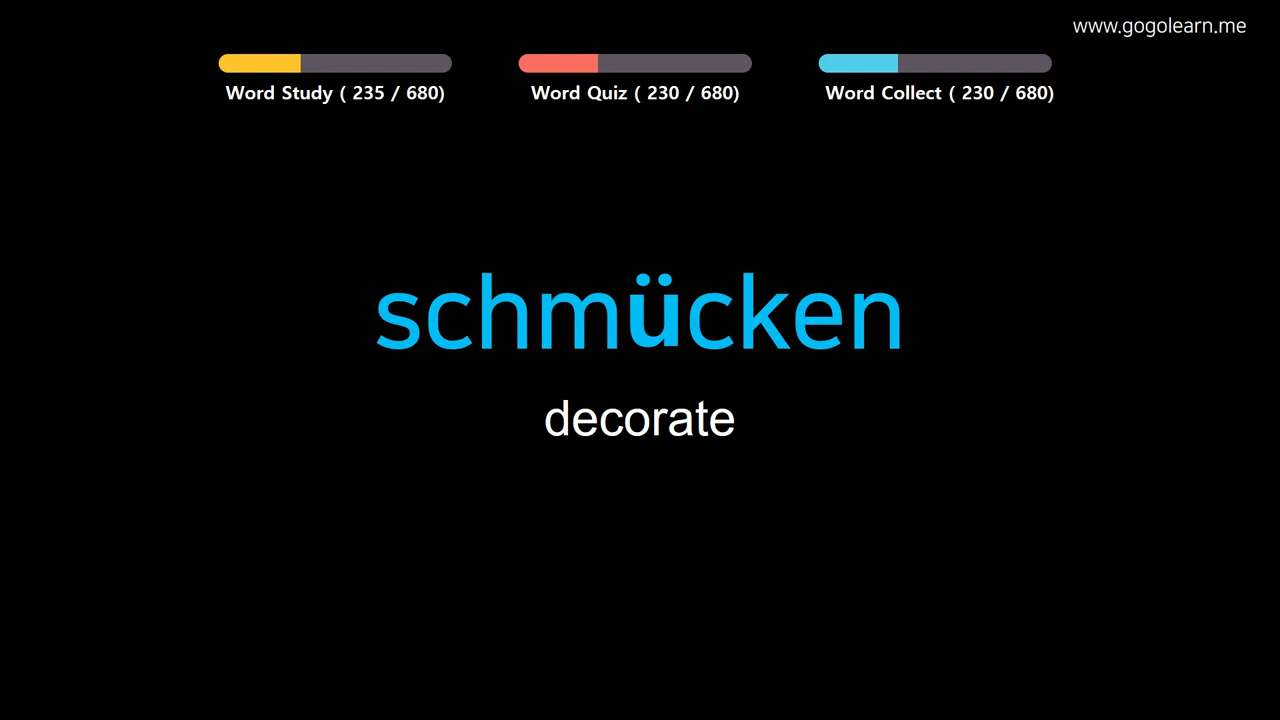 www.gogolearn.me
Word Study ( 235 / 680)
Word Quiz ( 230 / 680)
Word Collect ( 230 / 680)
schmücken
decorate